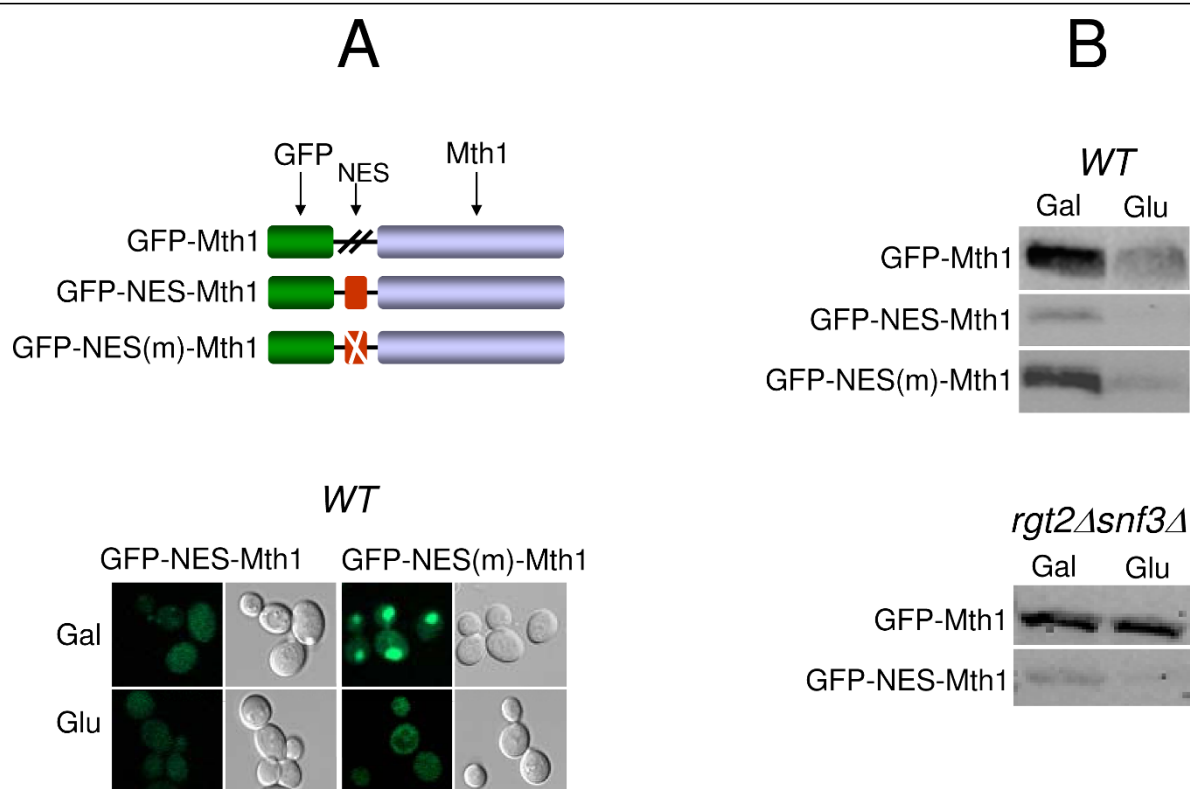 A
GFP
NES
Mth1
GFP-Mth1
GFP-NES-Mth1
GFP-NES(m)-Mth1
WT
GFP-NES-Mth1 GFP-NES(m)-Mth1
Gal
Glu
B
WT
Gal Glu
GFP-Mth1
GFP-NES-Mth1
GFP-NES(m)-Mth1
rgt2Δsnf3Δ
Gal Glu
GFP-Mth1
GFP-NES-Mth1